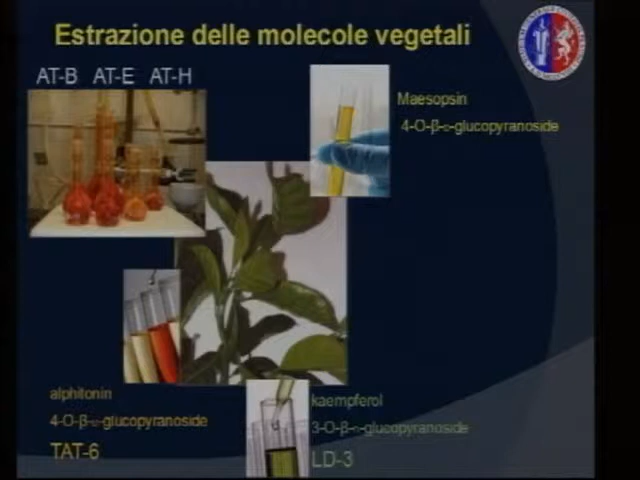 Estrazione delle molecole vegetali
AT-B AT-E AT-H
Maesopsin
4-O-β-D-glucopyranoside
alphitonin
4-O-β-D-glucopyranoside
TAT-6
kaempferol
3-O-β-D-glucopyranoside
LD-3